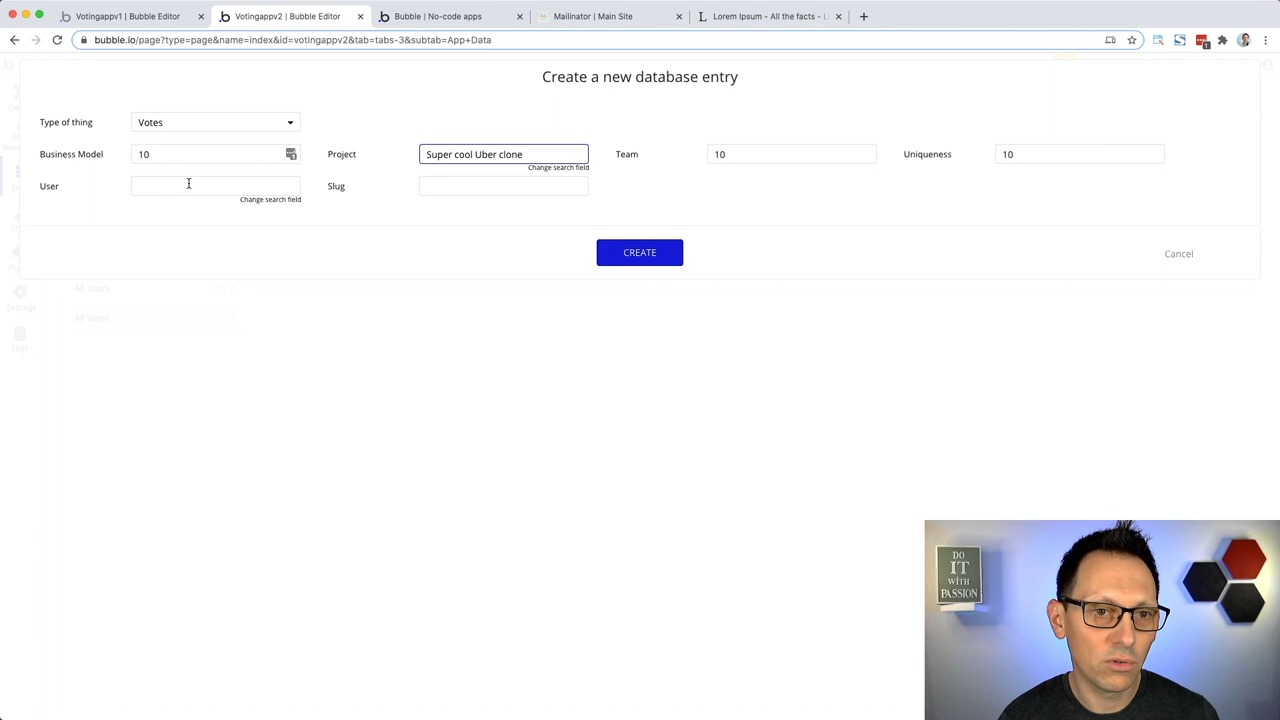 Votingappv1 | Bubble Editor
Votingappv2 | Bubble Editor
Bubble | No-code apps
Mailinator | Main Site
Lorem Ipsum - All the facts - Li
bubble.io/page?type=page&name=index&id=votingappv2&tab=tabs-3&subtab=App+Data
Create a new database entry
Type of thing Votes
Business Model 10 Project Super cool Uber clone Team 10 Uniqueness 10
Change search field
User Slug
Change search field
CREATE Cancel
All Users
Settings
All Votes
Logs
DO
IT
WITH
PASSION